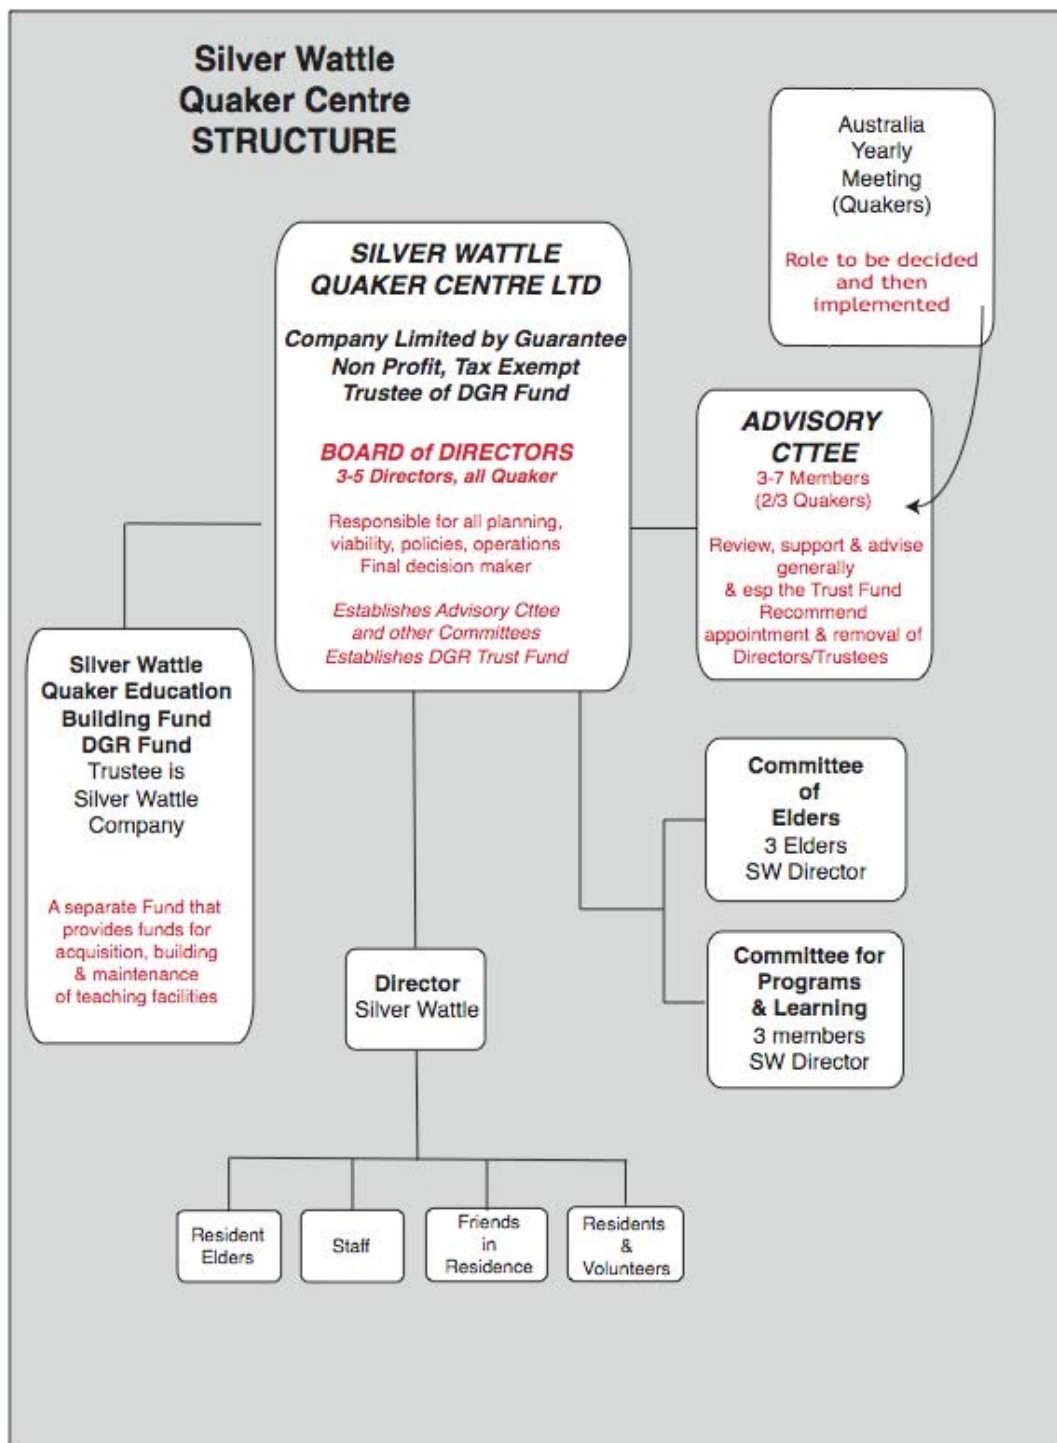 Silver Wattle
Quaker Centre
STRUCTURE
Australia
Yearly
Meeting
(Quakers)
Role to be decided
and then
implemented
SILVER WATTLE
QUAKER CENTRE LTD
Company Limited by Guarantee
Non Profit, Tax Exempt
Trustee of DGR Fund
BOARD of DIRECTORS
3-5 Directors, all Quaker
Responsible for all planning,
viability, policies, operations
Final decision maker
Establishes Advisory Cttee
and other Committees
Establishes DGR Trust Fund
ADVISORY
CTTEE
3-7 Members
(2/3 Quakers)
Review, support & advise
generally
& esp the Trust Fund
Recommend
appointment & removal of
Directors/Trustees
Silver Wattle
Quaker Education
Building Fund
DGR Fund
Trustee is
Silver Wattle
Company
A separate Fund that
provides funds for
acquisition, building
& maintenance
of teaching facilities
Committee
of
Elders
3 Elders
SW Director
Committee for
Programs
& Learning
3 members
SW Director
Director
Silver Wattle
Resident
Elders
Staff
Friends
in
Residence
Residents
&
Volunteers